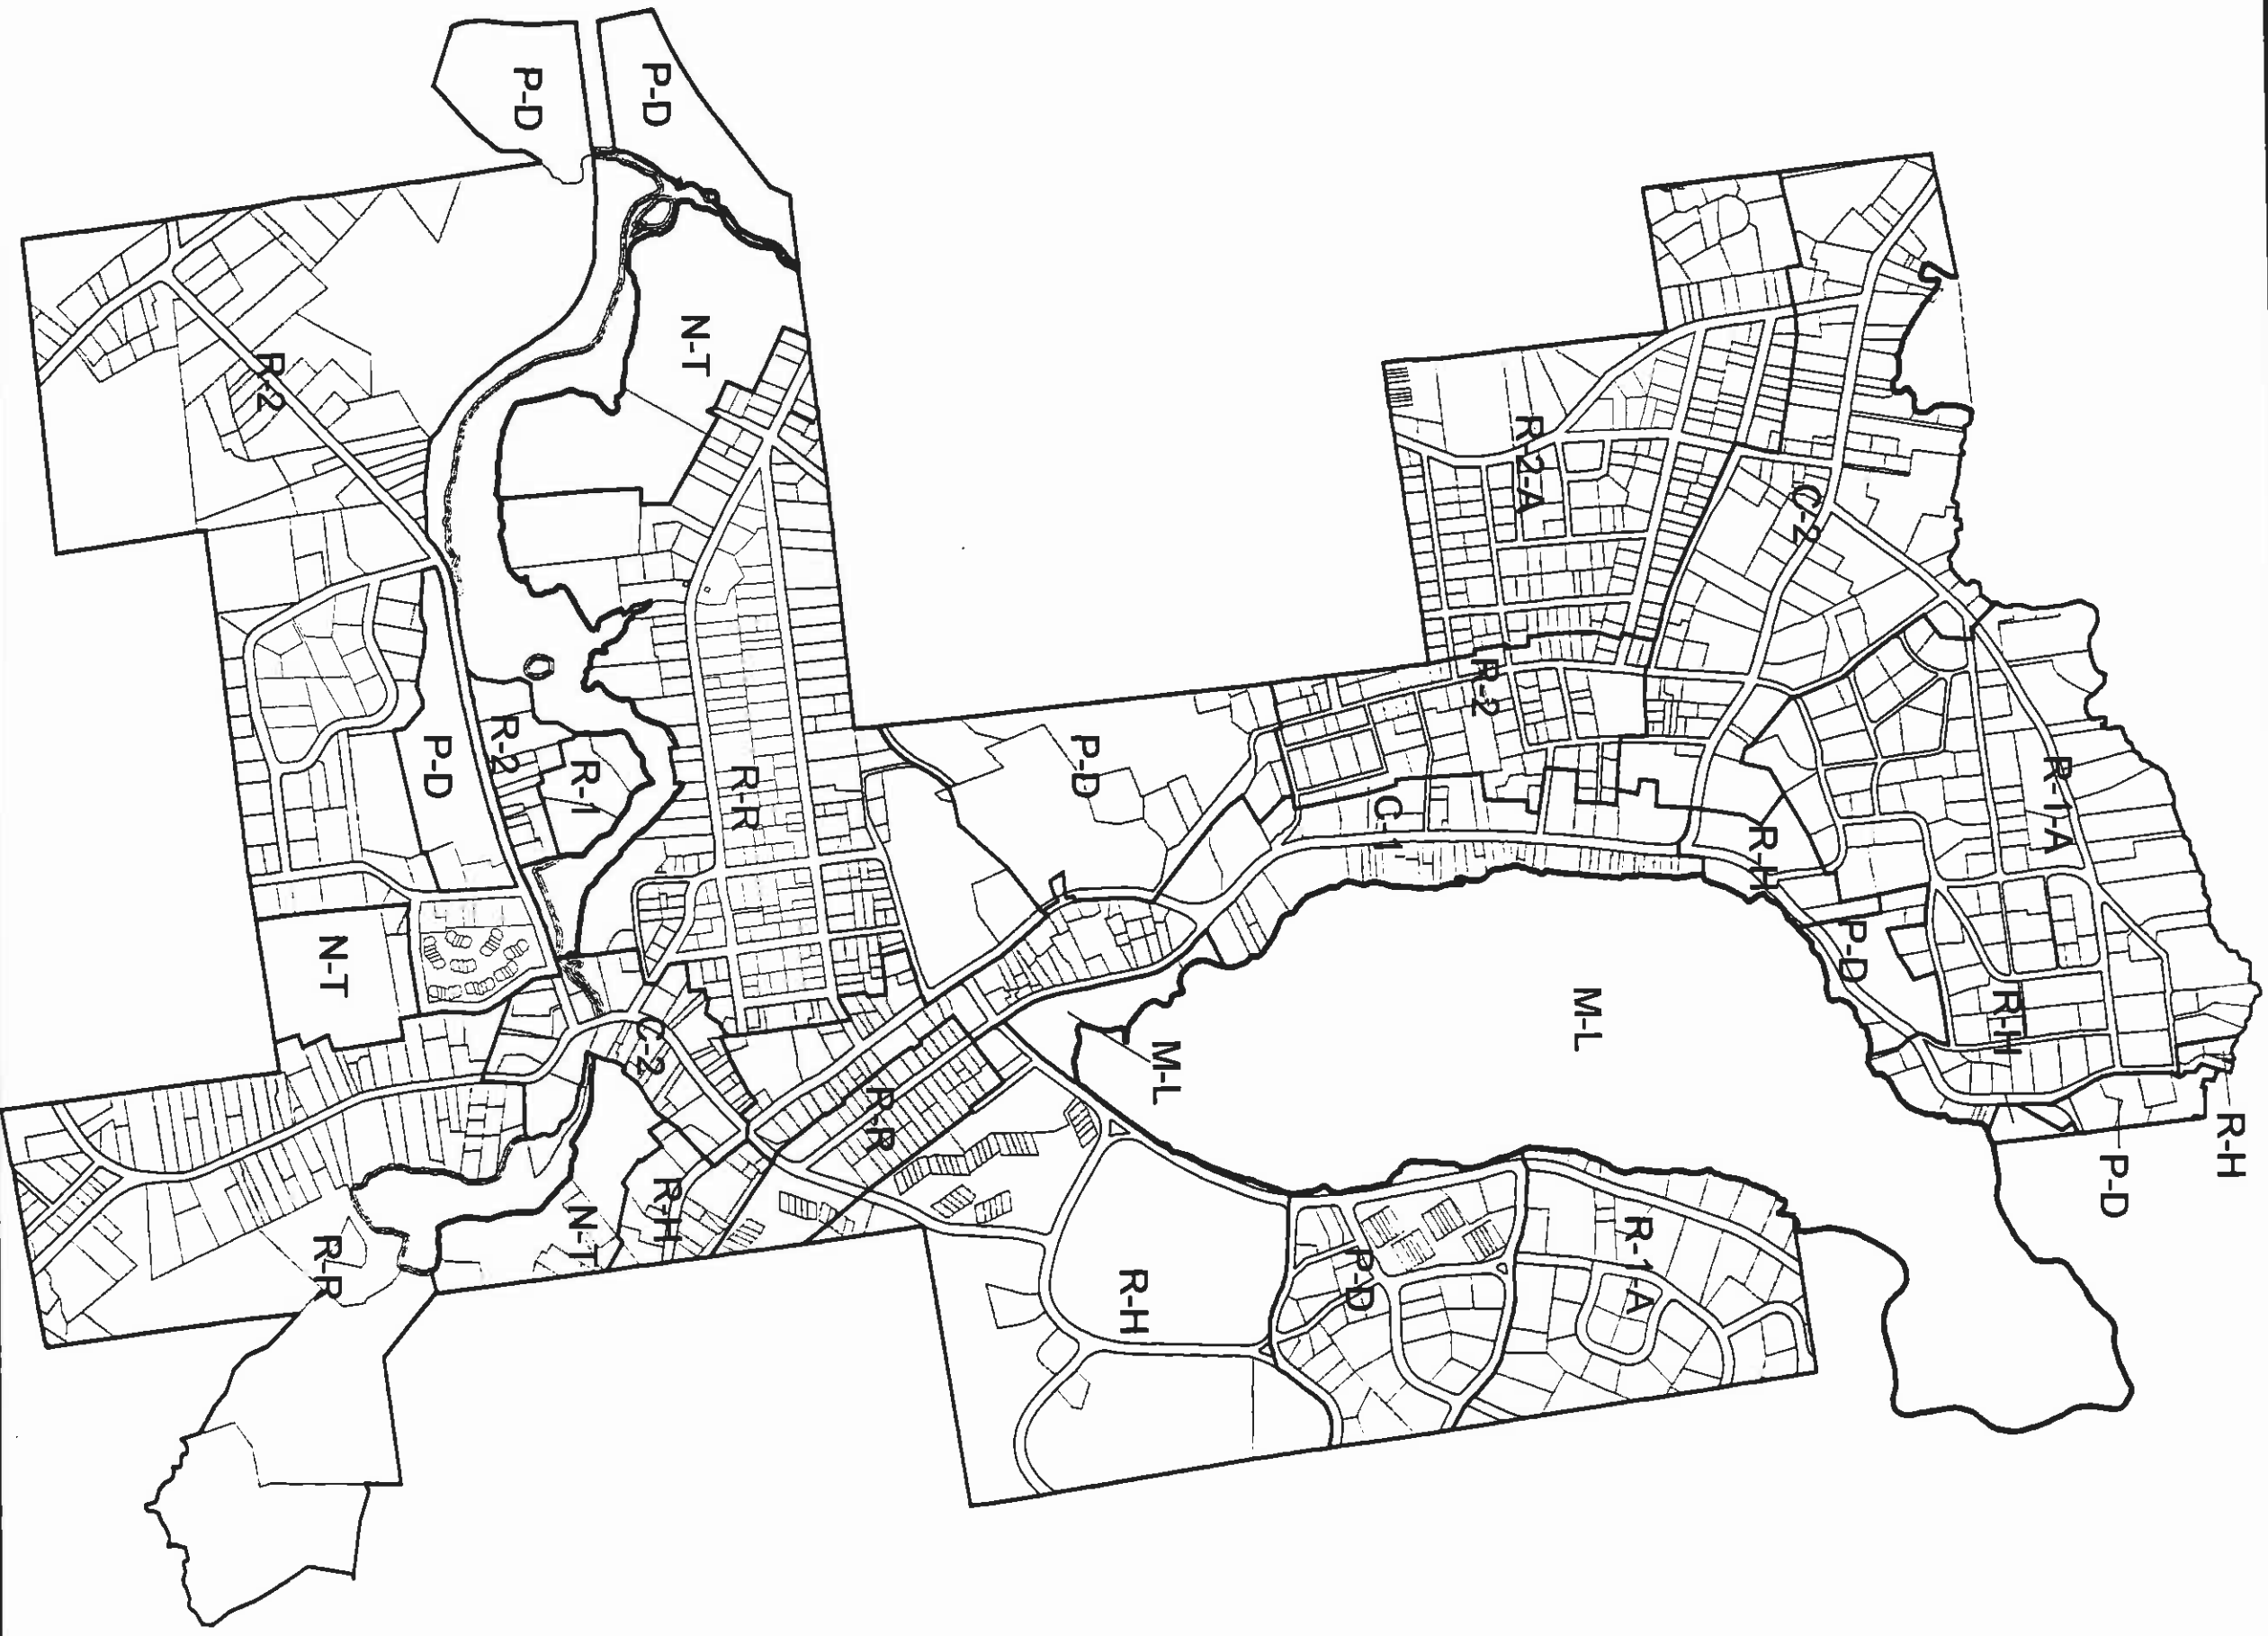 R-H
P-D
R-1-A
R-H
P-D
C-2
R-H
R-1-A
M-L
R-2-A
R-2
C-1
P-D
M-L
R-H
P-D
R-R
R-R
N-T
R-H
P-D
C-2
R-1
N-T
P-D
R-2
P-D
N-T
R-R
R-2